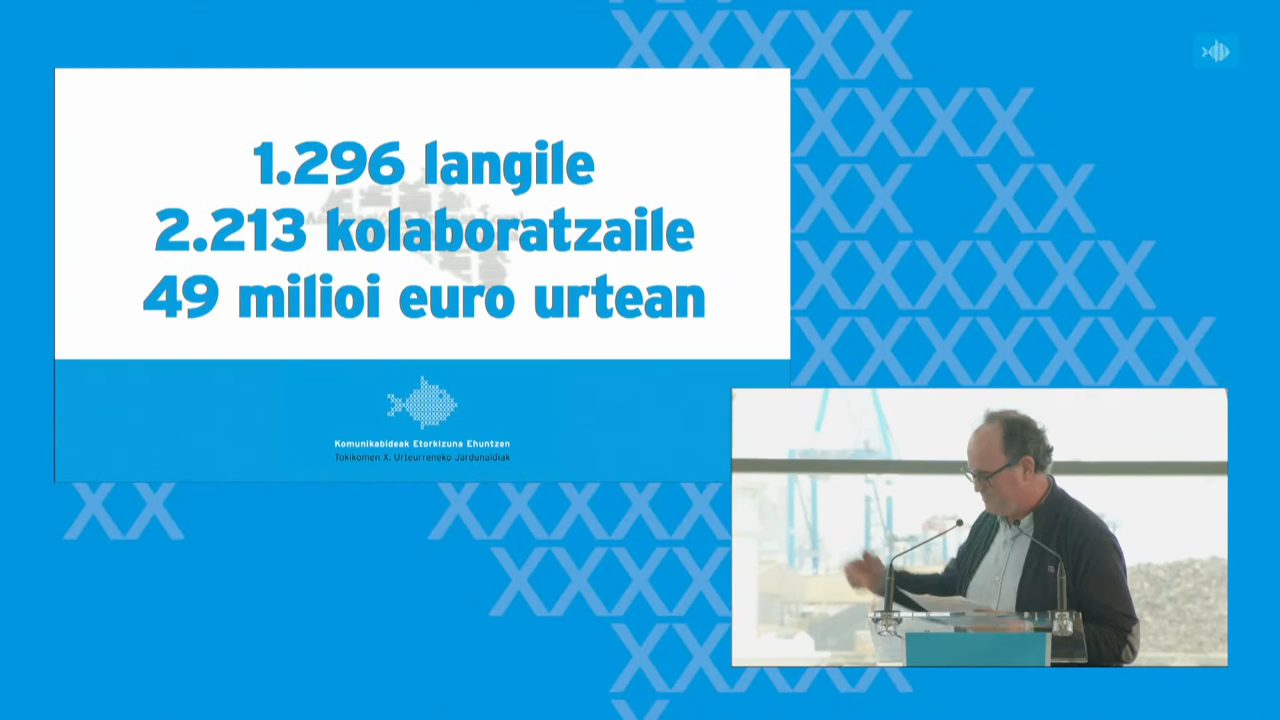 1.296 langile
2.213 kolaboratzaile
49 milioi euro urtean
Komunikabideak Etorkizuna Ehuntzen
Tokikomen X. Urteurreneko Jardunaldiak